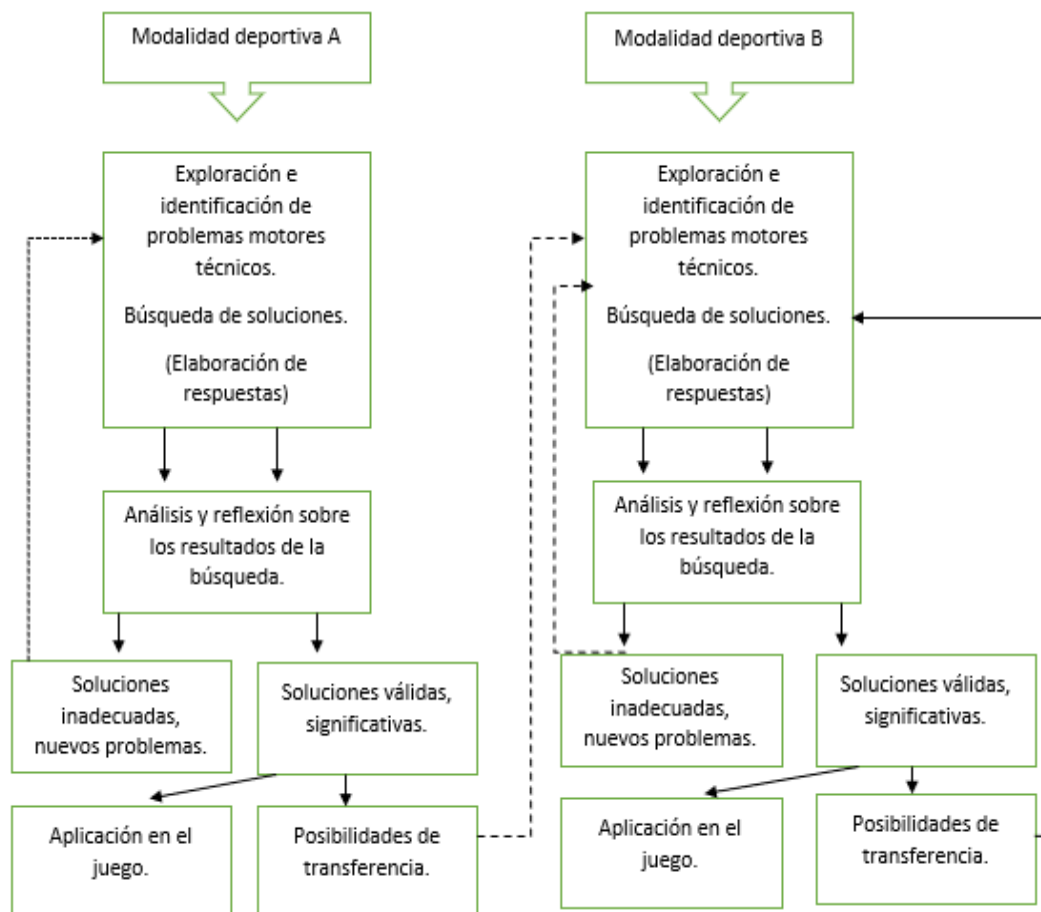 Modalidad deportiva A
Exploración e
identificación de
problemas motores
técnicos.
Búsqueda de soluciones.
(Elaboración de
respuestas)
Análisis y reflexión sobre
los resultados de la
búsqueda.
Soluciones
inadecuadas,
nuevos problemas.
Soluciones válidas,
significativas.
Aplicación en el
juego.
Posibilidades de
transferencia.
Modalidad deportiva B
Exploración e
identificación de
problemas motores
técnicos.
Búsqueda de soluciones.
(Elaboración de
respuestas)
Análisis y reflexión sobre
los resultados de la
búsqueda.
Soluciones
inadecuadas,
nuevos problemas.
Soluciones válidas,
significativas.
Aplicación en el
juego.
Posibilidades de
transferencia.